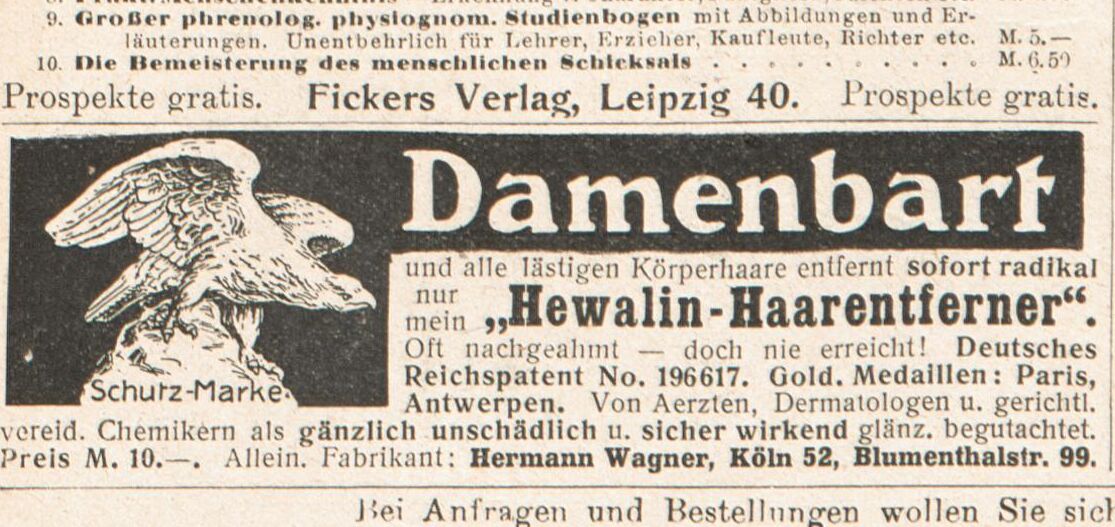 9. Großer phrenolog. physiognom. Studienbogen mit Abbildungen und Er-
läuterungen. Unentbehrlich für Lehrer, Erzieher, Kaufleute, Richter etc. M. 5.—
10. Die Bemeisterung des menschlichen Schicksals . . . . . . . . . . M. 6.50
Prospekte gratis. Fickers Verlag, Leipzig 40. Prospekte gratis.
Damenbart
und alle lästigen Körperhaare entfernt sofort radikal
nur mein „Hewalin-Haarentferner“.
Oft nachgeahmt — doch nie erreicht! Deutsches
Reichspatent No. 196617. Gold. Medaillen: Paris,
Antwerpen. Von Aerzten, Dermatologen u. gerichtl.
Schutz-Marke.
vereid. Chemikern als gänzlich unschädlich u. sicher wirkend glänz. begutachtet.
Preis M. 10.—. Allein. Fabrikant: Hermann Wagner, Köln 52, Blumenthalstr. 99.
Bei Anfragen und Bestellungen wollen Sie sich